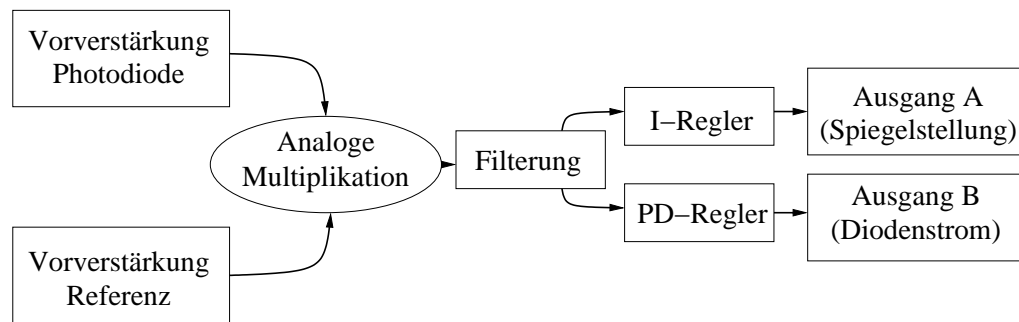 Vorverstärkung
Photodiode
Analoge
Multiplikation
Vorverstärkung
Referenz
Filterung
I–Regler
PD–Regler
Ausgang A
(Spiegelstellung)
Ausgang B
(Diodenstrom)